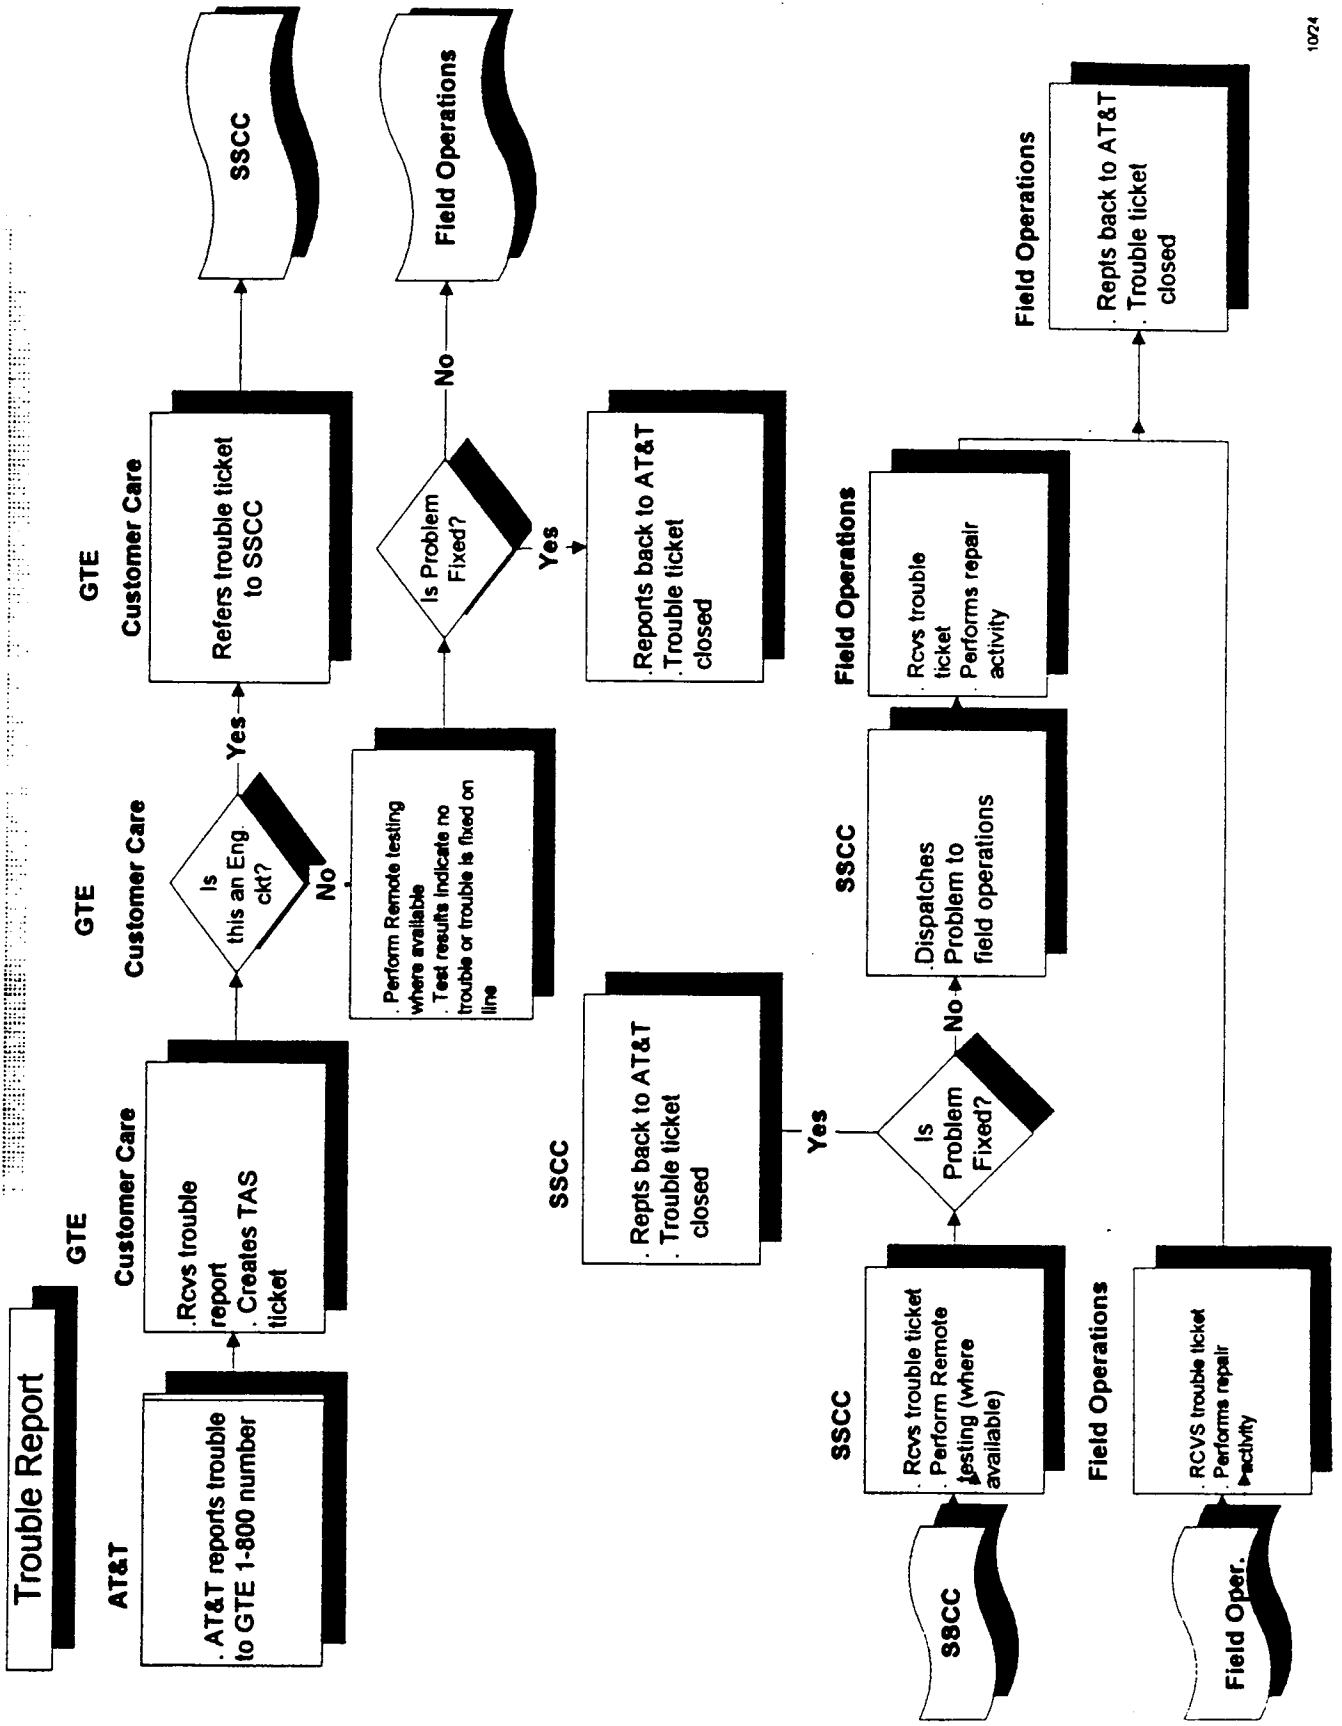 Trouble Report
AT&T
. AT&T reports trouble
to GTE 1-800 number
GTE
Customer Care
.Rcvs trouble
report
. Creates TAS
ticket
GTE
Customer Care
Is
this an Eng.
ckt?
Yes
No
GTE
Customer Care
Refers trouble ticket
to SSCC
SSCC
. Perform Remote testing
where available
. Test results indicate no
trouble or trouble is fixed on
line
Is Problem
Fixed?
No
Yes
Field Operations
.Reports back to AT&T
.Trouble ticket
closed
SSCC
. Repts back to AT&T
. Trouble ticket
closed
Yes
S8CC
SSCC
. Rcvs trouble ticket
. Perform Remote
testing (where
available)
Is
Problem
Fixed?
No
SSCC
.Dispatches
Problem to
field operations
Field Operations
. Rcvs trouble
ticket
. Performs repair
activity
Field Oper.
Field Operations
. RCVS trouble ticket
. Performs repair
activity
Field Operations
. Repts back to AT&T
. Trouble ticket
closed
10/24